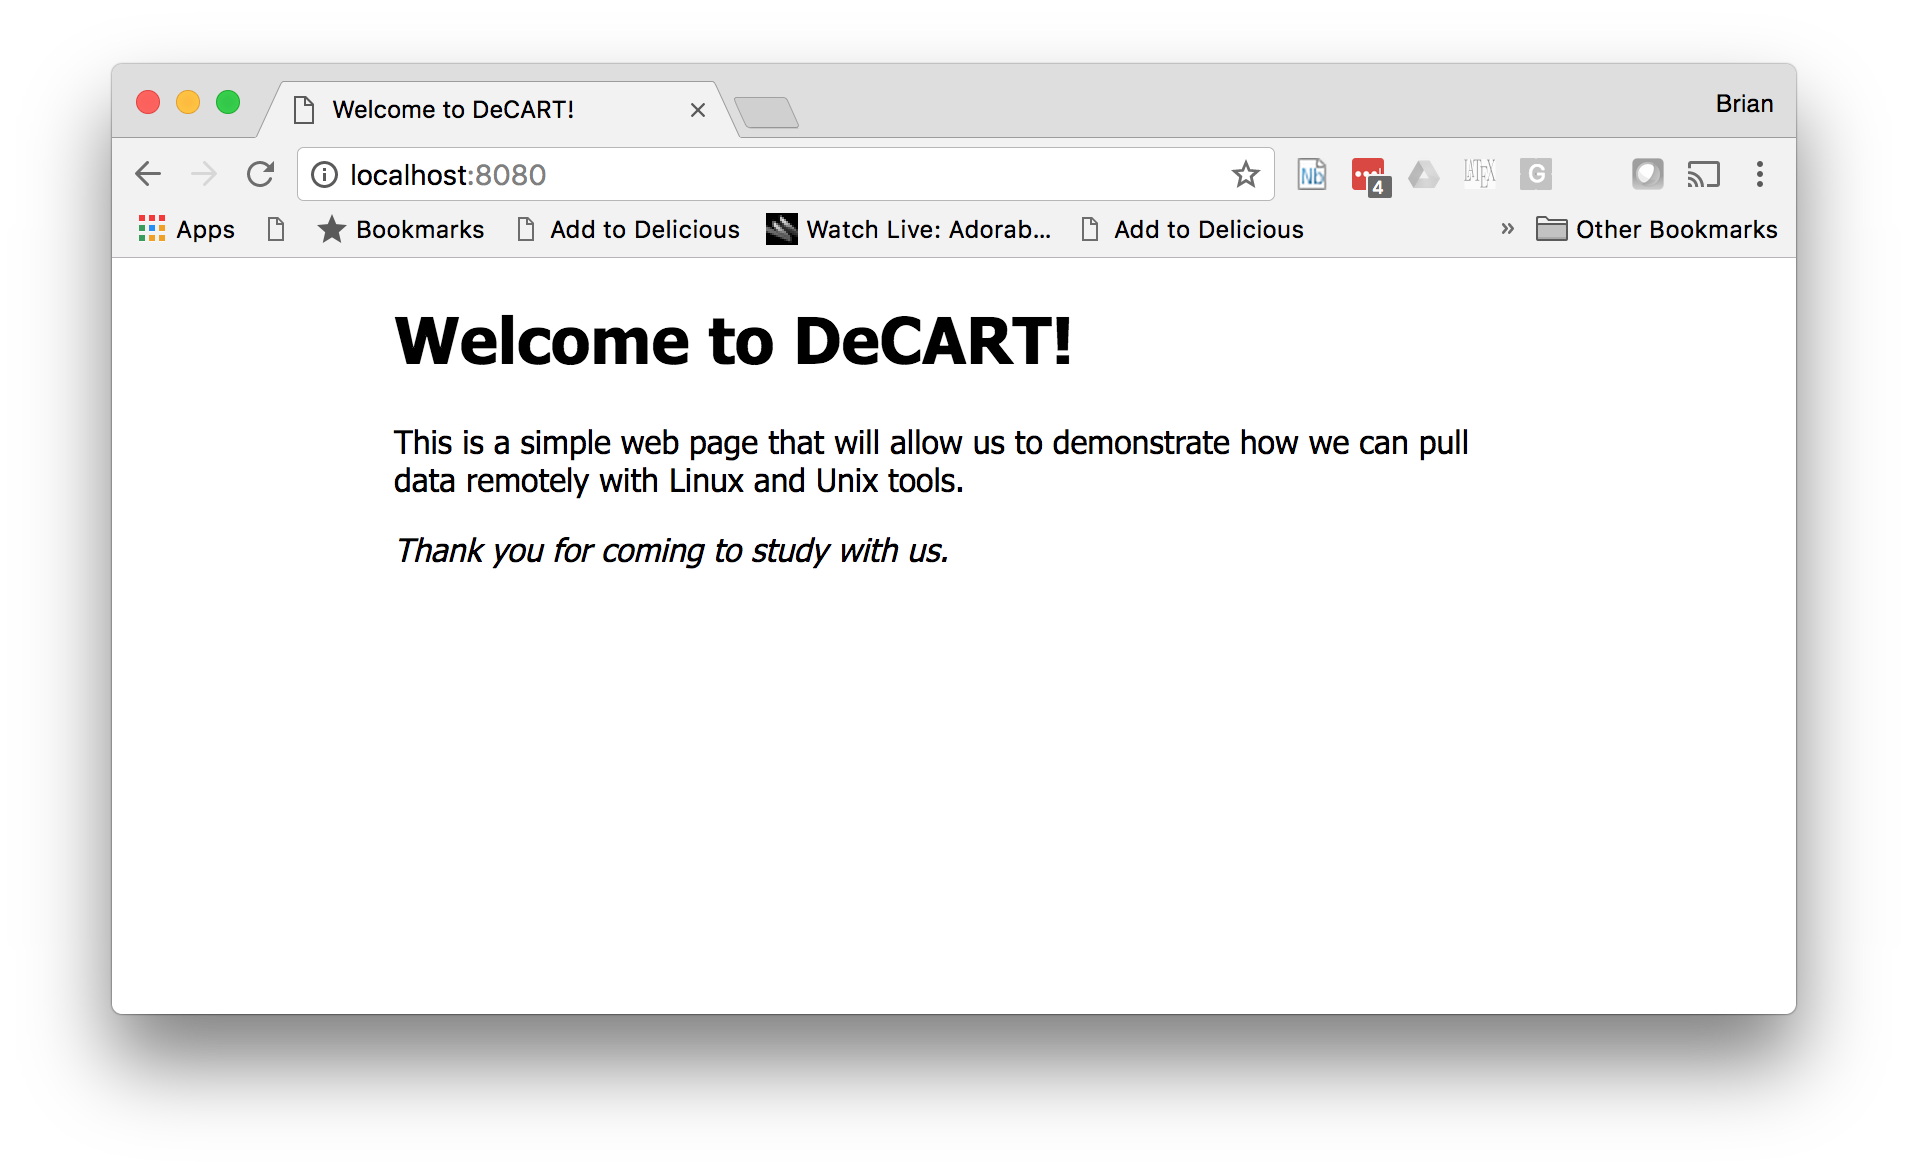 Welcome to DeCART!
Brian
localhost:8080
Nb
4
LATEX
G
Apps
Bookmarks
Add to Delicious
Watch Live: Adorab...
Add to Delicious
»
Other Bookmarks
Welcome to DeCART!
This is a simple web page that will allow us to demonstrate how we can pull
data remotely with Linux and Unix tools.
Thank you for coming to study with us.